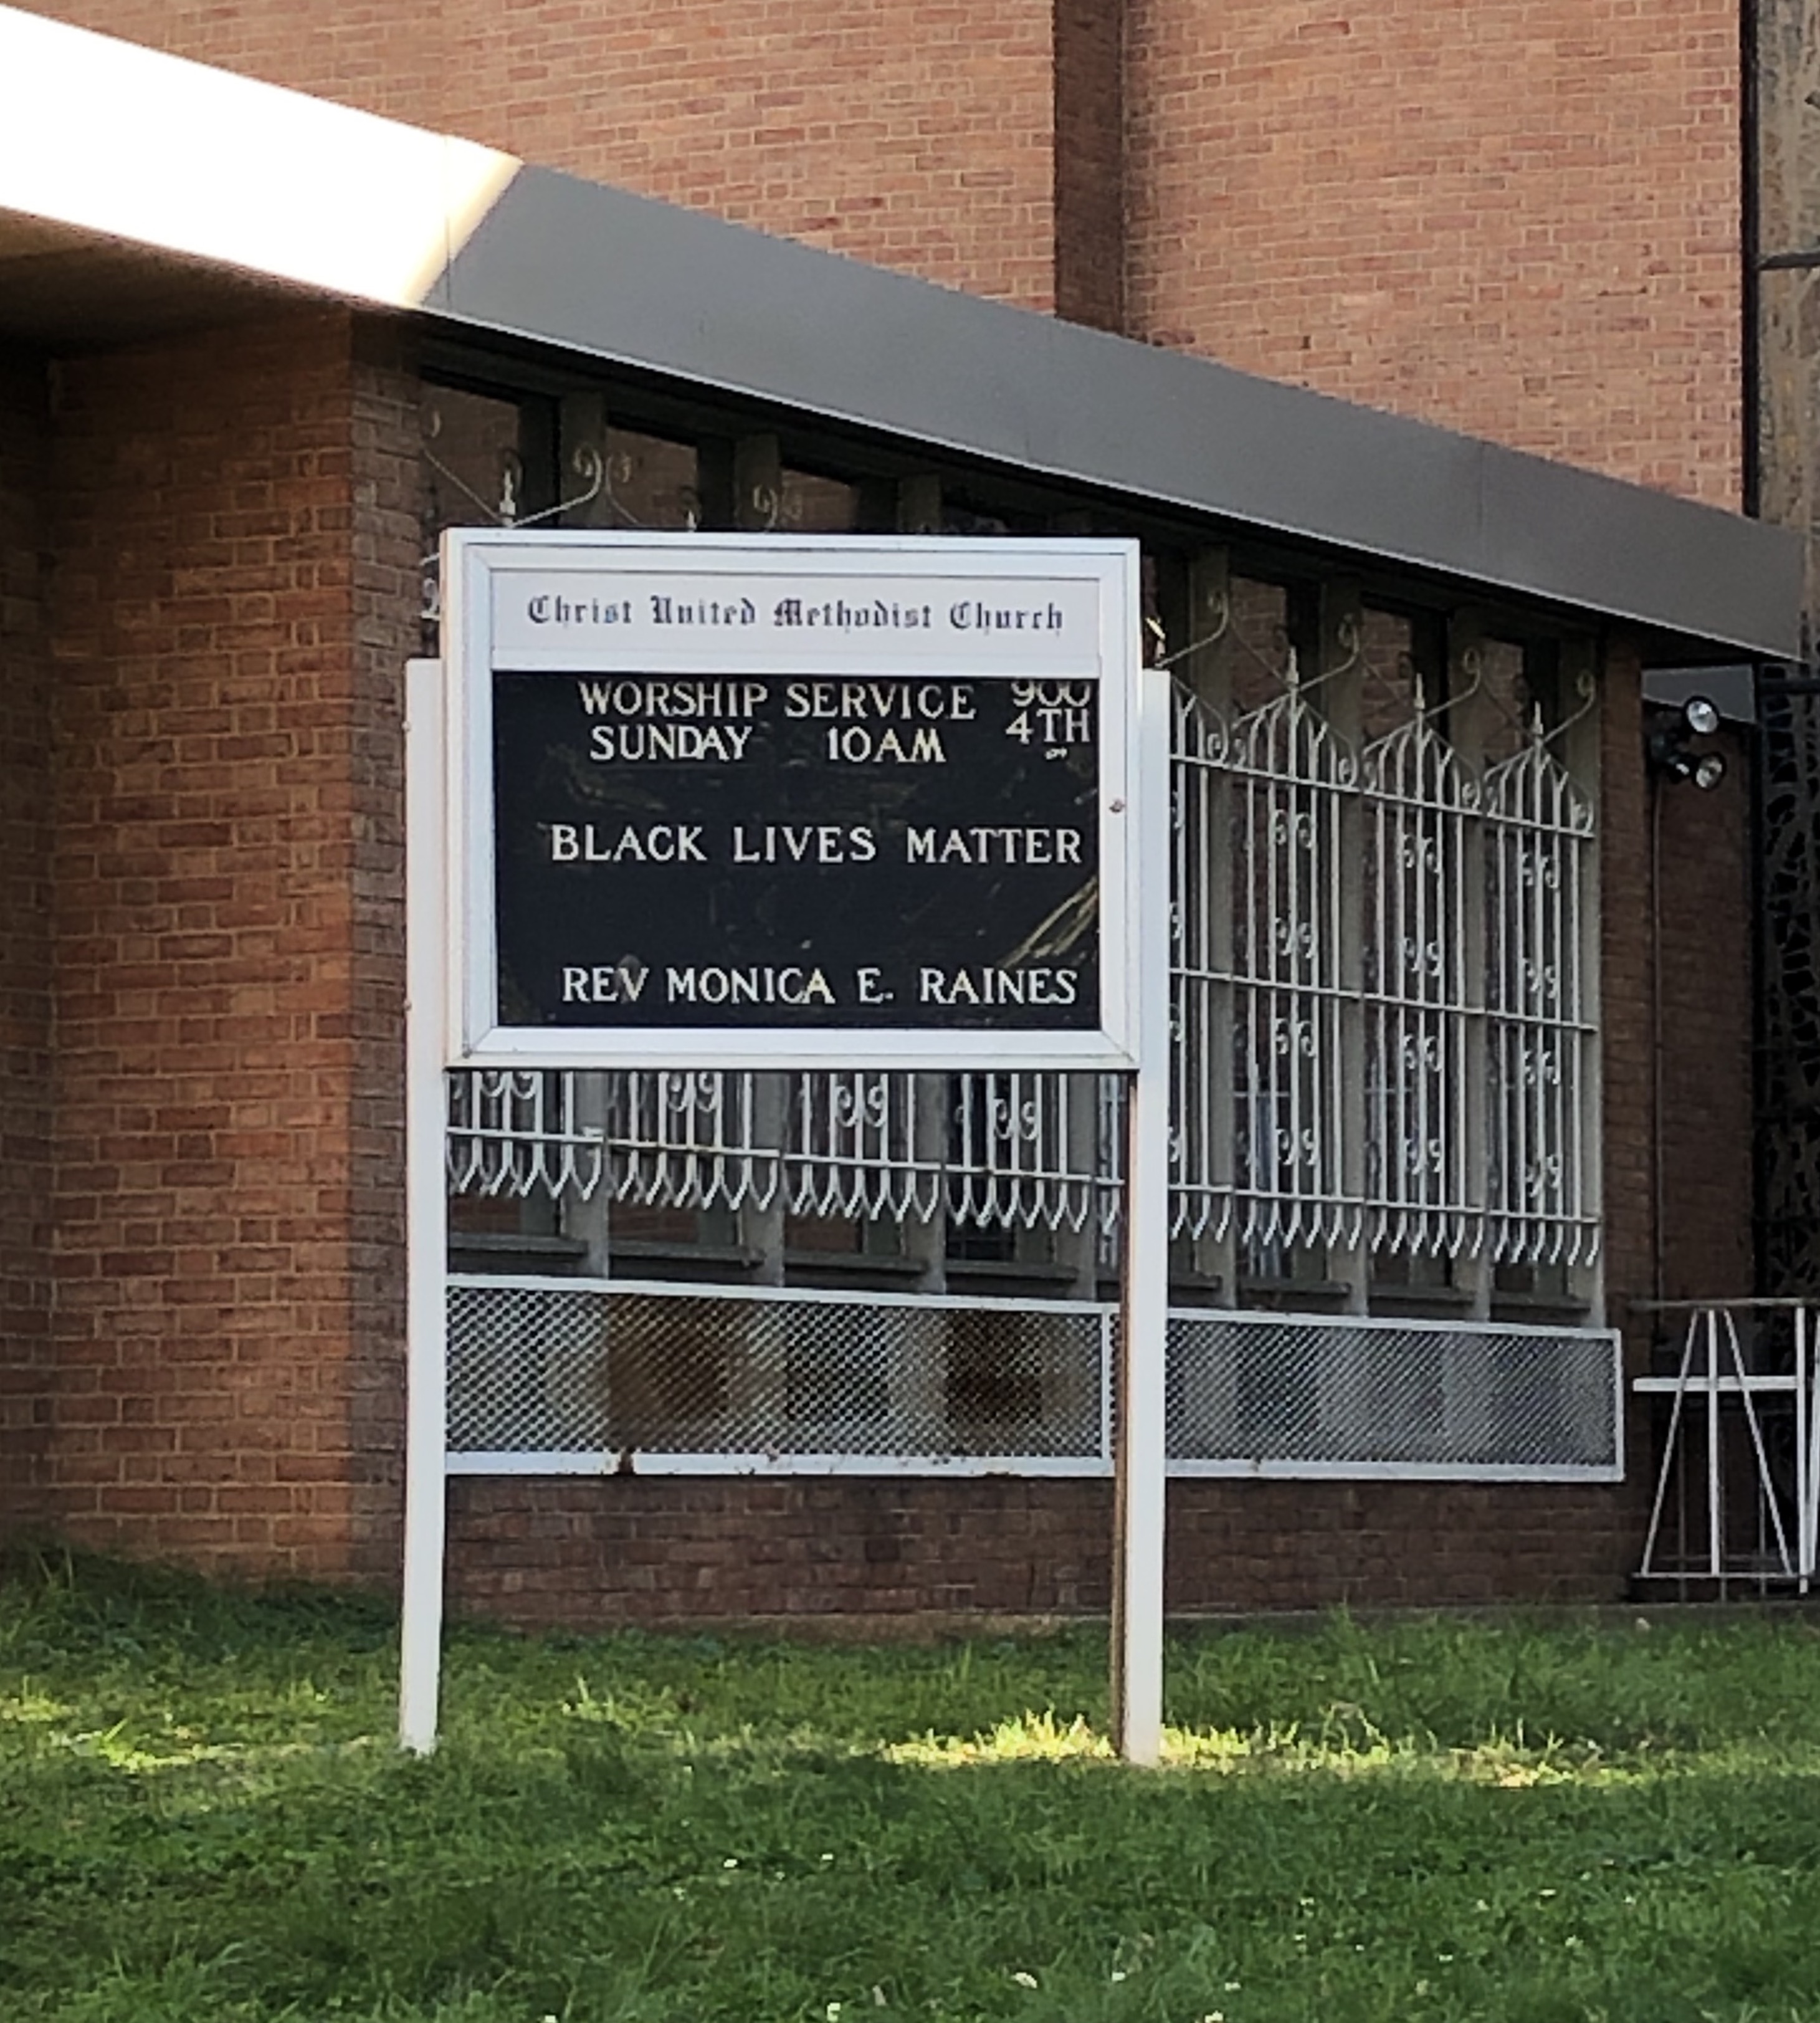 Christ United Methodist Church
WORSHIP SERVICE 900
SUNDAY 10AM 4TH
BLACK LIVES MATTER
REV MONICA E. RAINES